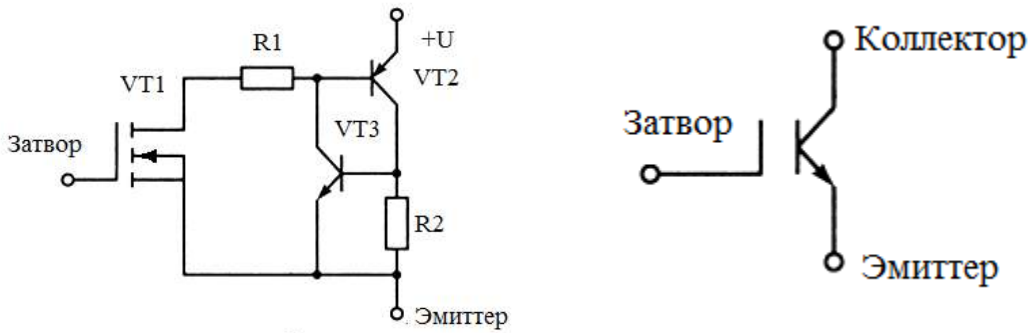 R1
+U
VT1
VT2
VT3
Затвор
R2
Эмиттер
Коллектор
Затвор
Эмиттер